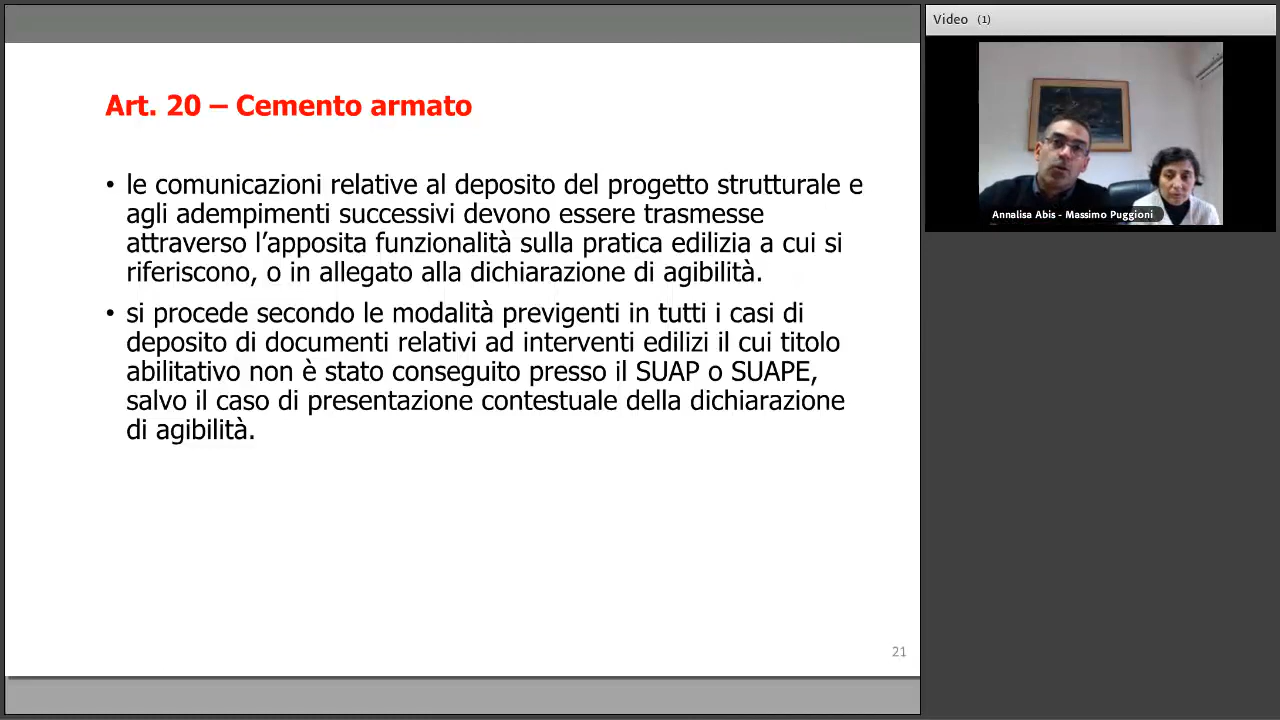 Art. 20 – Cemento armato
• le comunicazioni relative al deposito del progetto strutturale e
agli adempimenti successivi devono essere trasmesse
attraverso l’apposita funzionalità sulla pratica edilizia a cui si
riferiscono, o in allegato alla dichiarazione di agibilità.
• si procede secondo le modalità previgenti in tutti i casi di
deposito di documenti relativi ad interventi edilizi il cui titolo
abilitativo non è stato conseguito presso il SUAP o SUAPE,
salvo il caso di presentazione contestuale della dichiarazione
di agibilità.
21
Video (1)
Annalisa Abis - Massimo Puggioni